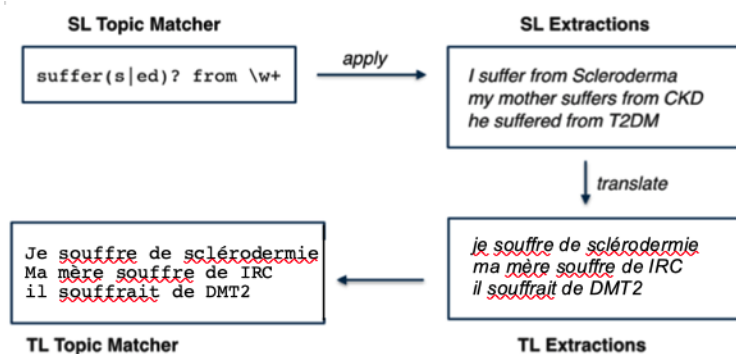 SL Topic Matcher
suffer(s|ed)? from \w+
apply
SL Extractions
I suffer from Scleroderma
my mother suffers from CKD
he suffered from T2DM
translate
je souffre de sclérodermie
ma mère souffre de IRC
il souffrait de DMT2
TL Extractions
Je souffre de sclérodermie
Ma mère souffre de IRC
il souffrait de DMT2
TL Topic Matcher